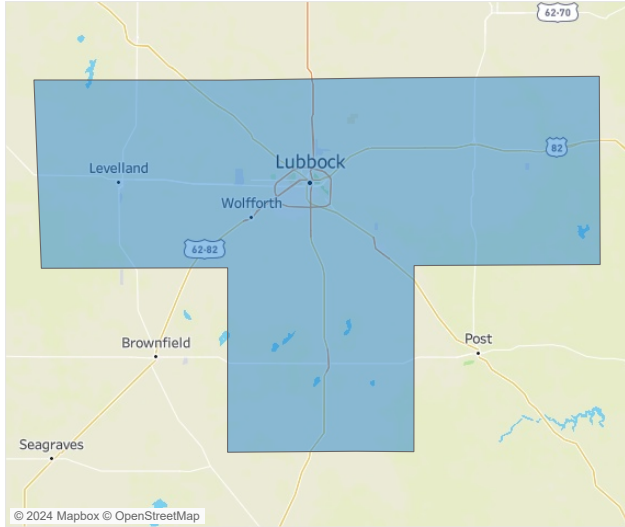 62-70
82
Lubbock
Levelland
Wolfforth
62-82
Brownfield
Post
Seagraves
© 2024 Mapbox © OpenStreetMap